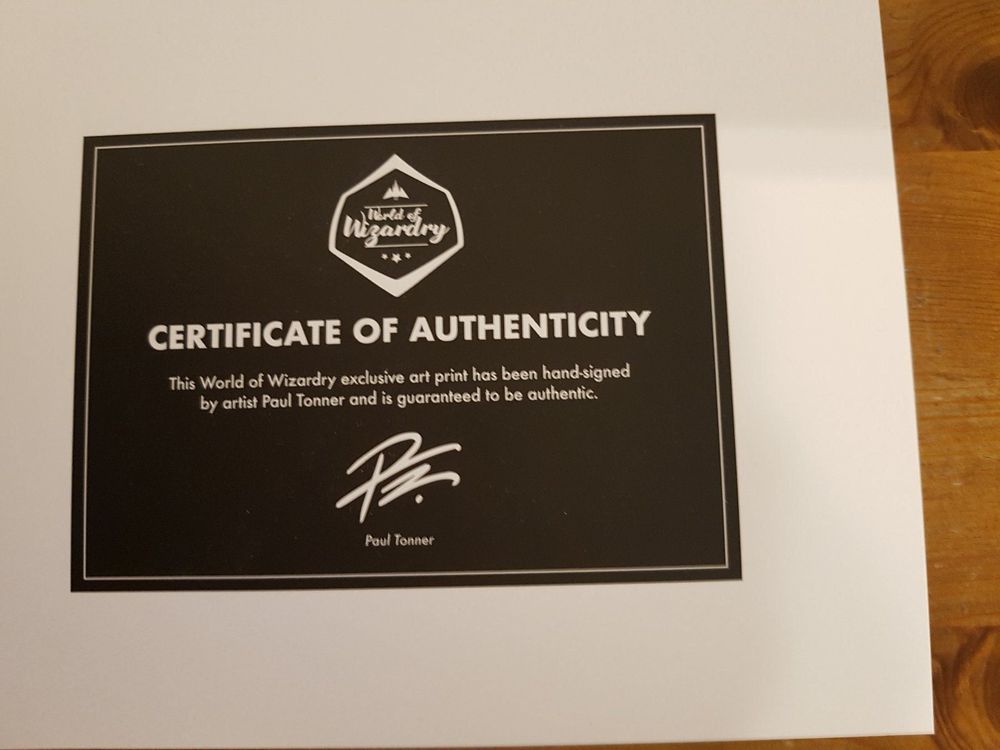 World of
Wizardry
CERTIFICATE OF AUTHENTICITY
This World of Wizardry exclusive art print has been hand-signed
by artist Paul Tonner and is guaranteed to be authentic.
Paul Tonner